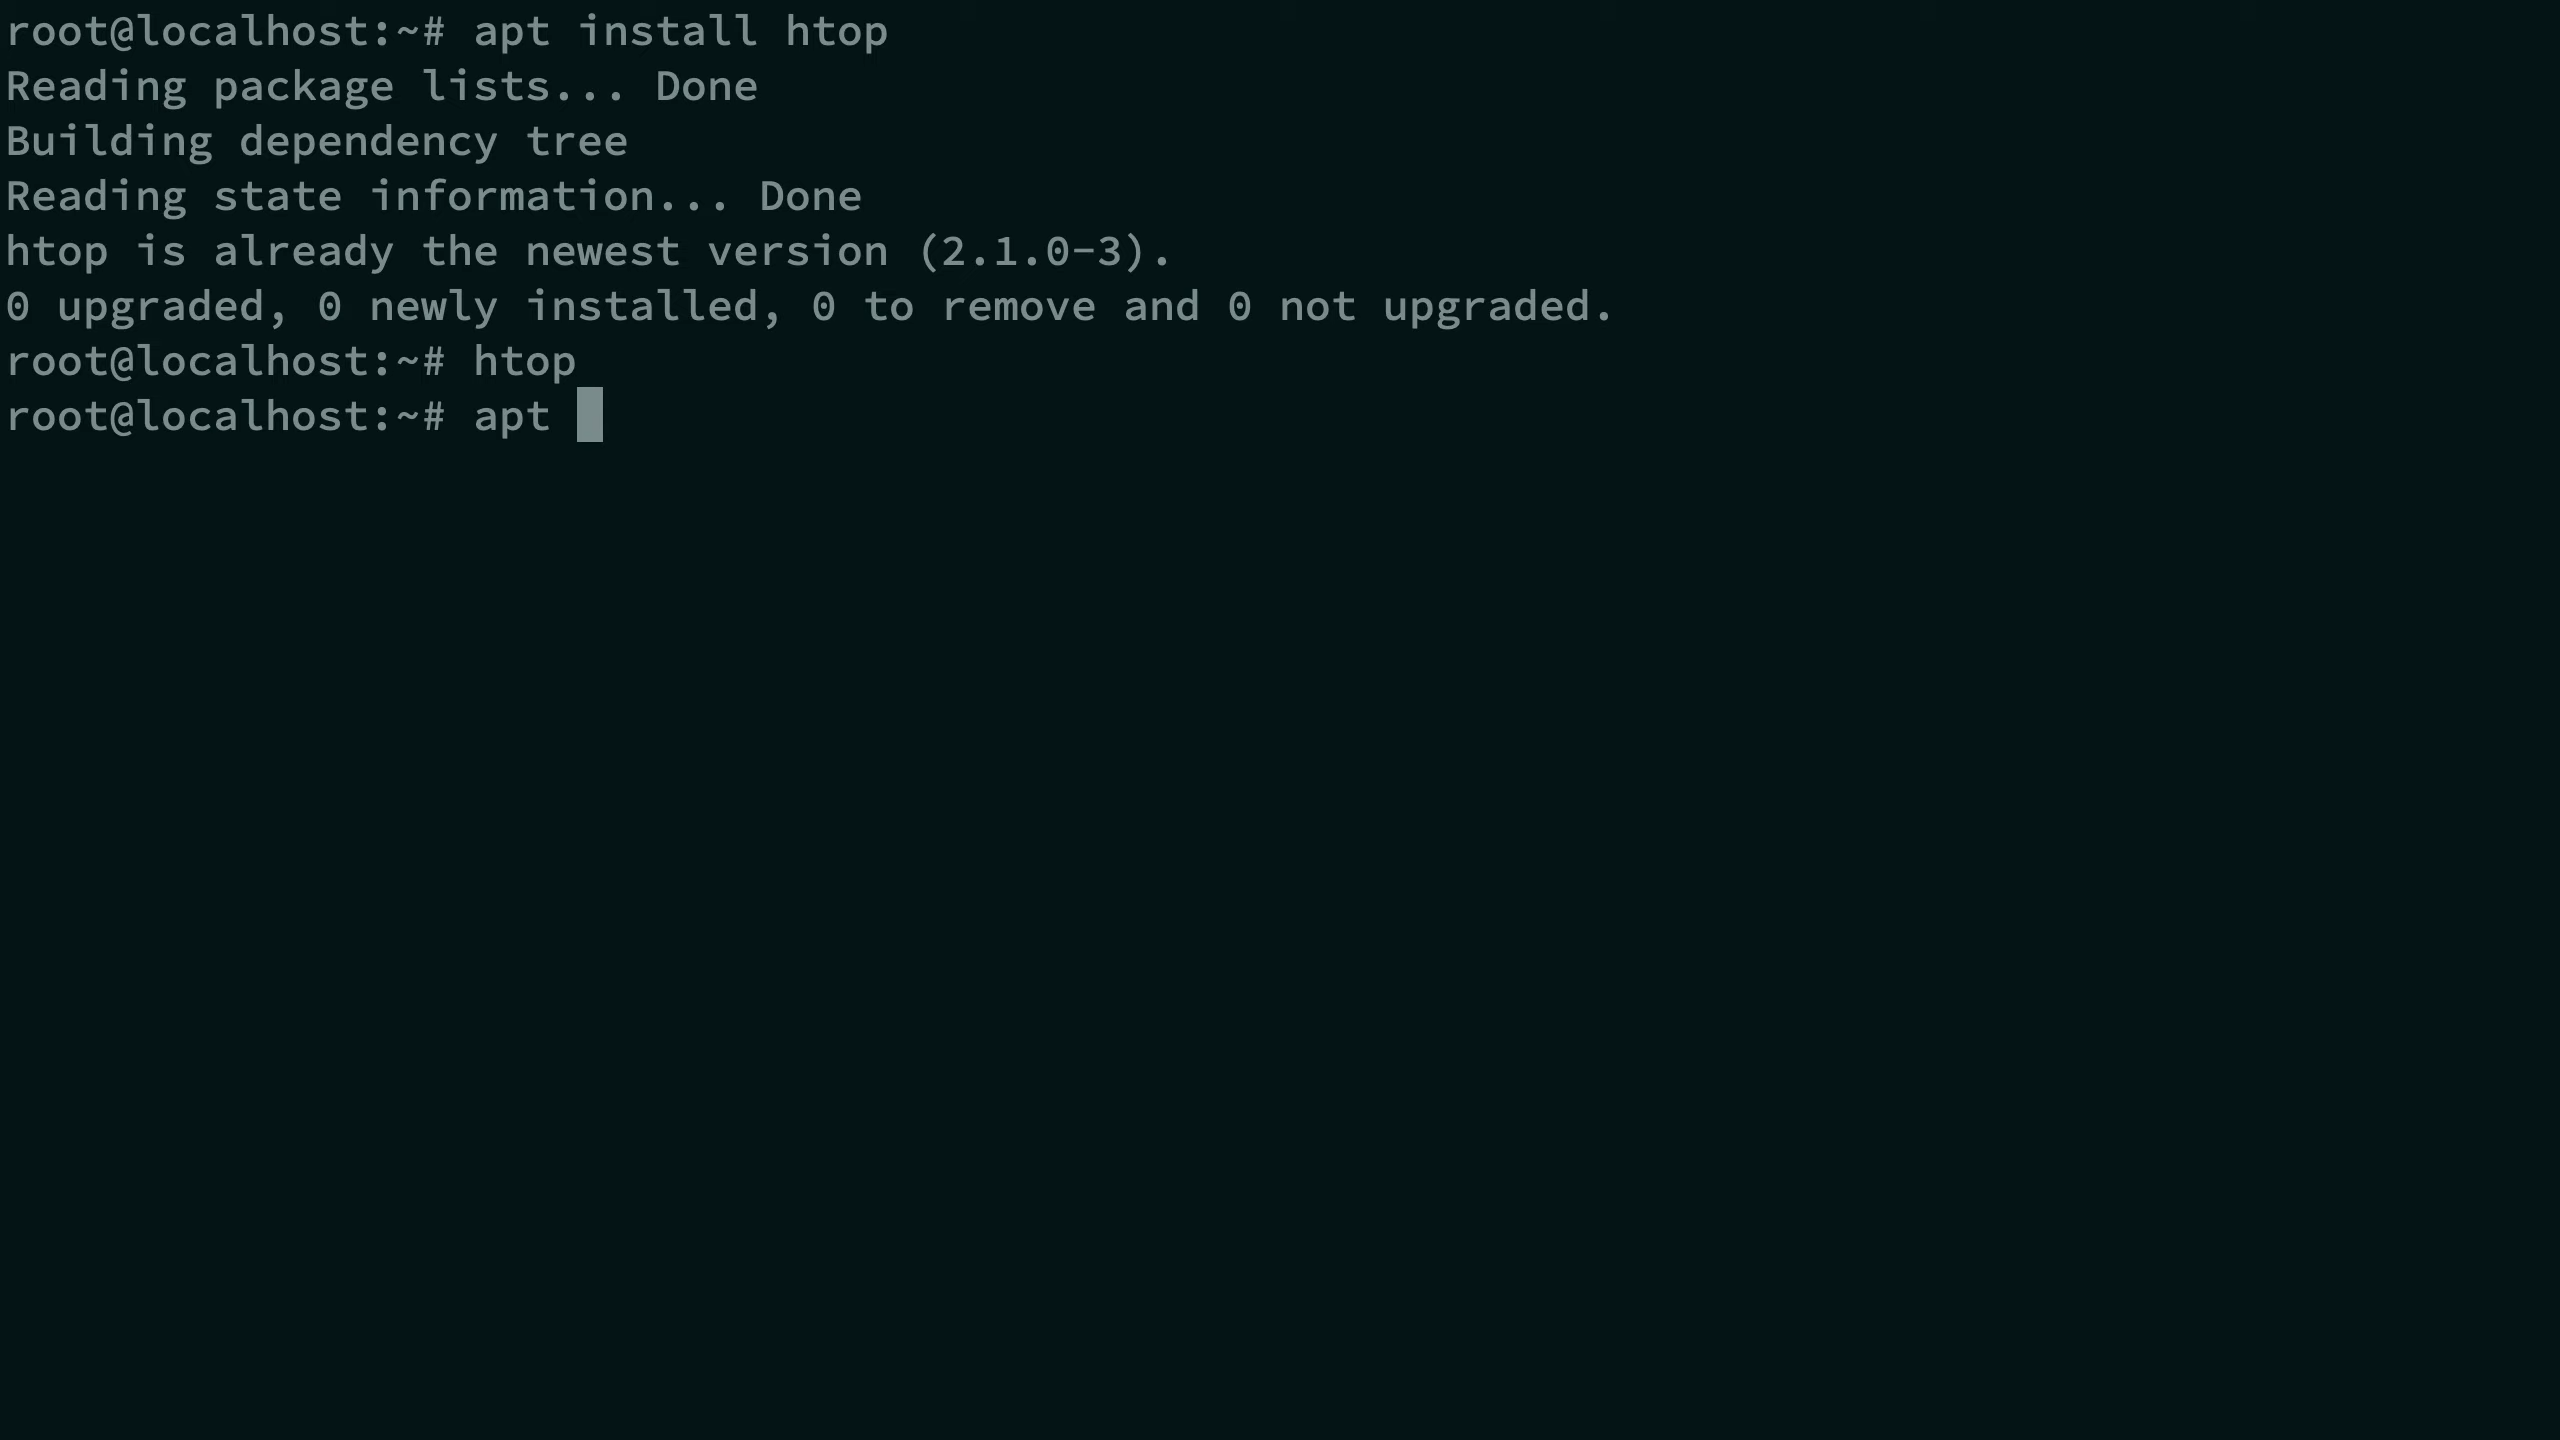 root@localhost:~# apt install htop
Reading package lists... Done
Building dependency tree
Reading state information... Done
htop is already the newest version (2.1.0-3).
0 upgraded, 0 newly installed, 0 to remove and 0 not upgraded.
root@localhost:~# htop
root@localhost:~# apt